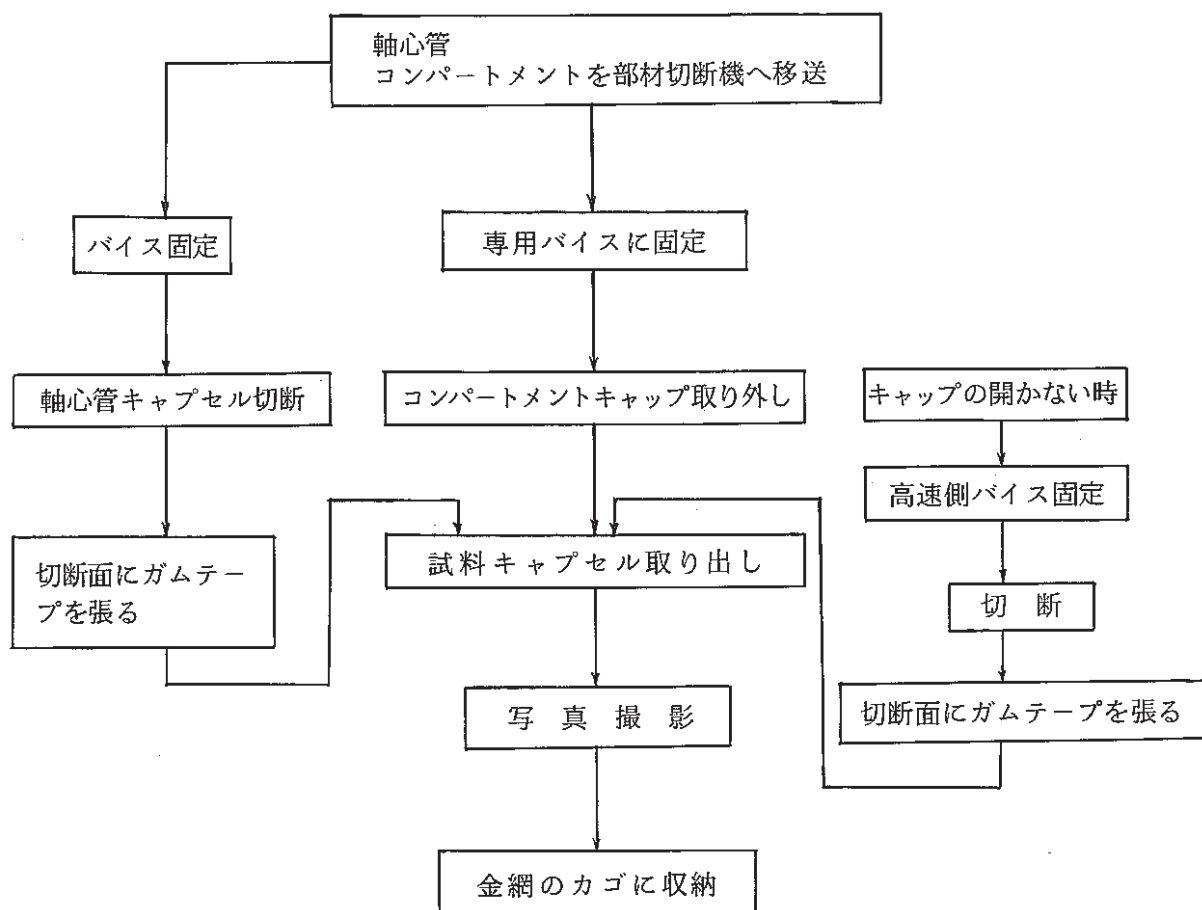 軸心管
コンパートメントを部材切断機へ移送
バイス固定
専用バイスに固定
軸心管キャプセル切断
コンパートメントキャップ取り外し
キャップの開かない時
高速側バイス固定
切断面にガムテー
プを張る
試料キャプセル取り出し
切　断
写　真　撮　影
切断面にガムテープを張る
金網のカゴに収納